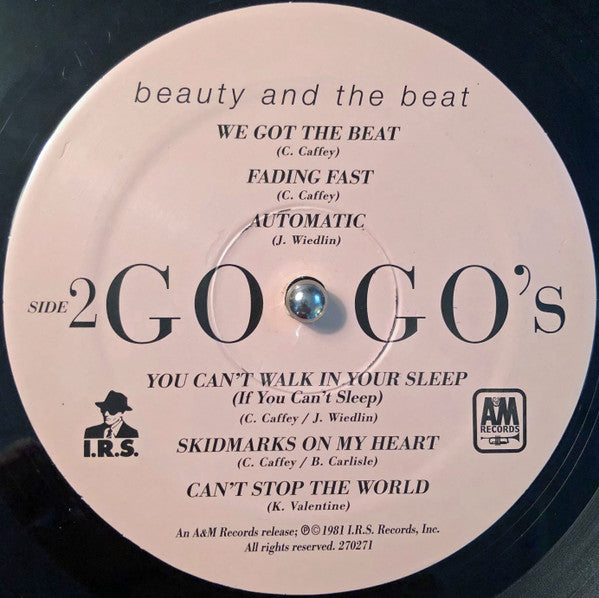 beauty and the beat
WE GOT THE BEAT
(C. Caffey)
FADING FAST
(C. Caffey)
AUTOMATIC
(J. Wiedlin)
SIDE 2 GO GO's
YOU CAN'T WALK IN YOUR SLEEP
(If You Can't Sleep)
(C. Caffey / J. Wiedlin)
I.R.S.
A&M
RECORDS
SKIDMARKS ON MY HEART
(C. Caffey / B. Carlisle)
CAN'T STOP THE WORLD
(K. Valentine)
An A&M Records release; ℗©1981 I.R.S. Records, Inc.
All rights reserved. 270271